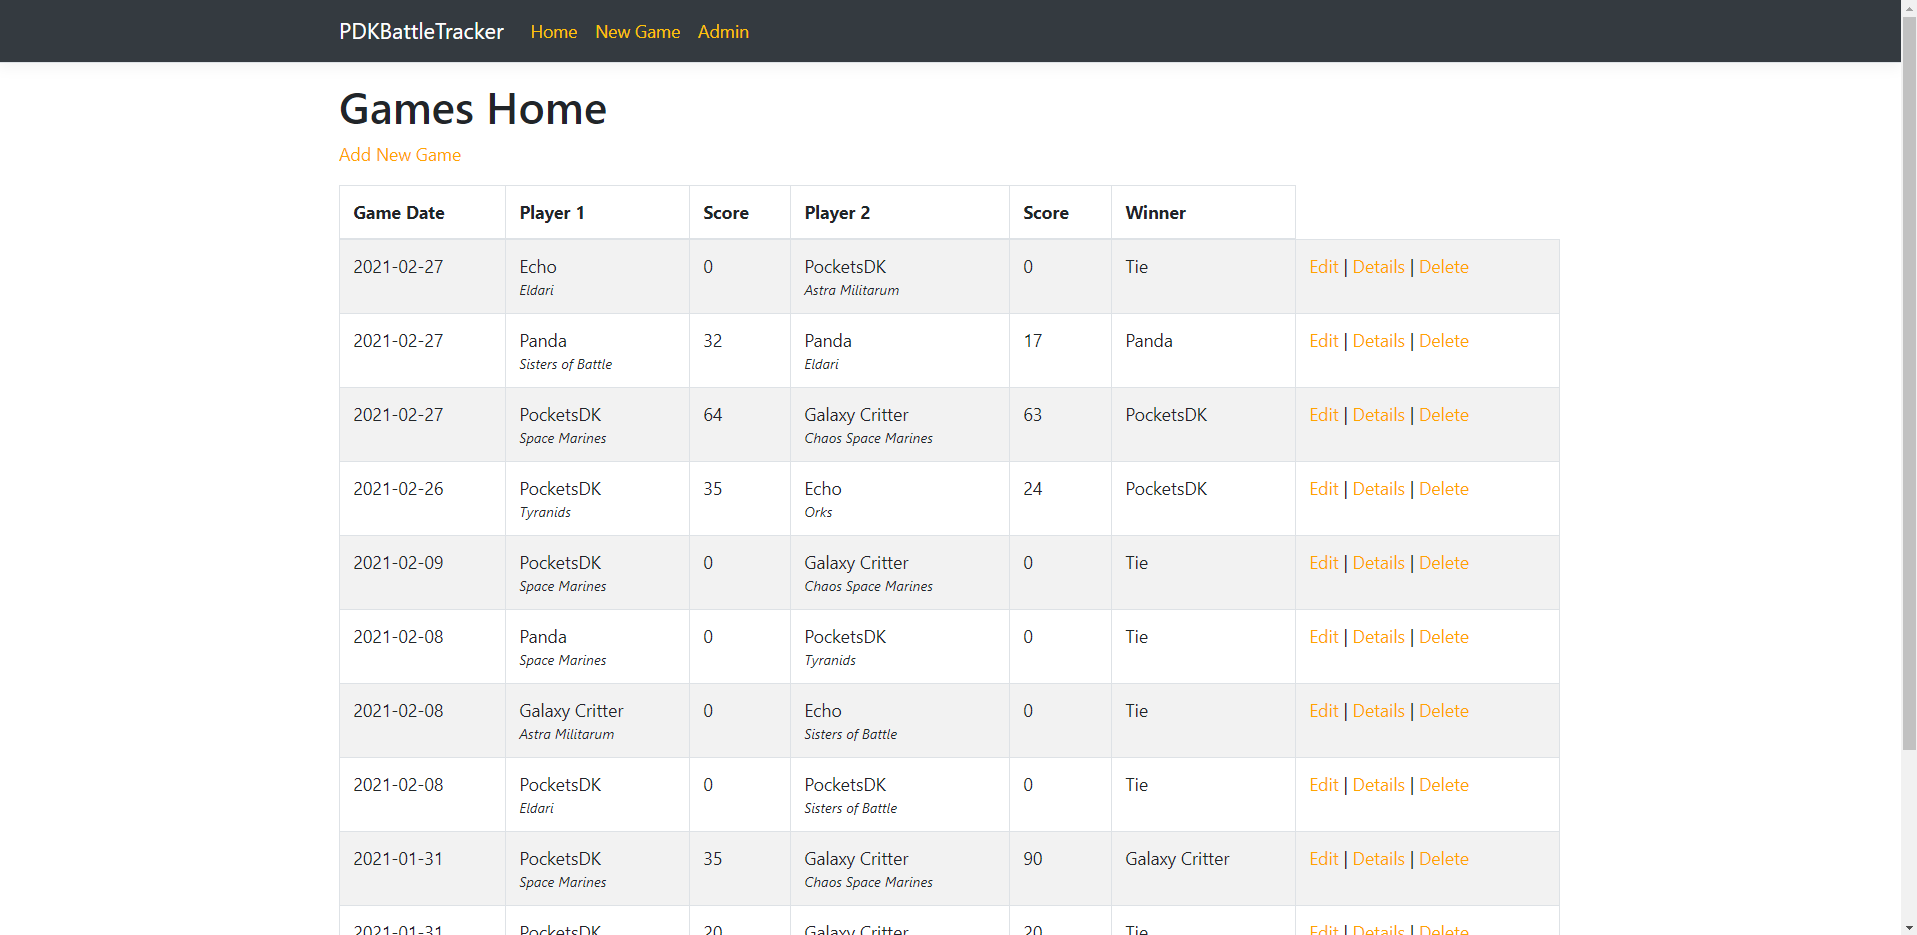 PDKBattleTracker Home New Game Admin
Games Home
Add New Game
Game Date Player 1 Score Player 2 Score Winner
2021-02-27 Echo 0 PocketsDK 0 Tie Edit | Details | Delete
Eldari Astra Militarum
2021-02-27 Panda 32 Panda 17 Panda Edit | Details | Delete
Sisters of Battle Eldari
2021-02-27 PocketsDK 64 Galaxy Critter 63 PocketsDK Edit | Details | Delete
Space Marines Chaos Space Marines
2021-02-26 PocketsDK 35 Echo 24 PocketsDK Edit | Details | Delete
Tyranids Orks
2021-02-09 PocketsDK 0 Galaxy Critter 0 Tie Edit | Details | Delete
Space Marines Chaos Space Marines
2021-02-08 Panda 0 PocketsDK 0 Tie Edit | Details | Delete
Space Marines Tyranids
2021-02-08 Galaxy Critter 0 Echo 0 Tie Edit | Details | Delete
Astra Militarum Sisters of Battle
2021-02-08 PocketsDK 0 PocketsDK 0 Tie Edit | Details | Delete
Eldari Sisters of Battle
2021-01-31 PocketsDK 35 Galaxy Critter 90 Galaxy Critter Edit | Details | Delete
Space Marines Chaos Space Marines
2021-01-31 PocketsDK 20 Galaxy Critter 20 Tie Edit | Details | Delete